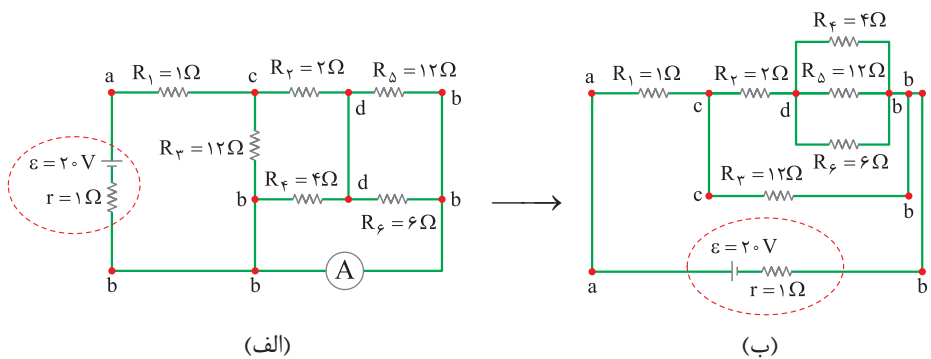 a
R₁ = ۱Ω
c
R₂ = ۲Ω
R₅ = ۱۲Ω
b
d
R₃ = ۱۲Ω
ε = ۲۰V
r = ۱Ω
b
R₄ = ۴Ω
d
b
R₆ = ۶Ω
b
b
A
(الف)
R₄ = ۴Ω
a
R₁ = ۱Ω
R₂ = ۲Ω
R₅ = ۱۲Ω
b
c
d
b
R₆ = ۶Ω
R₃ = ۱۲Ω
c
b
ε = ۲۰V
a
r = ۱Ω
b
(ب)